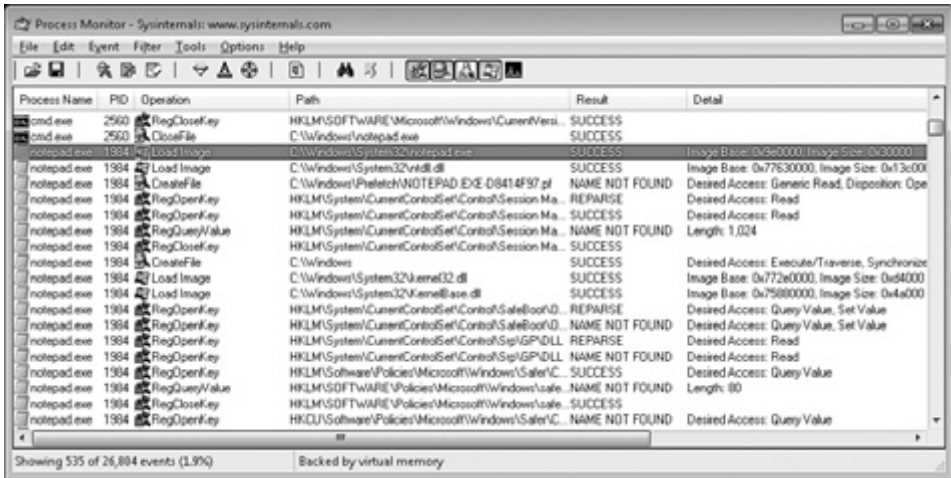 Process Monitor - Sysinternals: www.sysinternals.com
File Edit Event Filter Tools Options Help
Process Name PID Operation Path Result Detail
cmd.exe 2560 RegCloseKey HKLM\SOFTWARE\Microsoft\Windows\CurrentVersi... SUCCESS
cmd.exe 2560 CloseFile C:\Windows\notepad.exe SUCCESS
notepad.exe 1984 Load Image C:\Windows\System32\notepad.exe SUCCESS Image Base: 0x9e0000, Image Size: 0x30000
notepad.exe 1984 Load Image C:\Windows\System32\ntdll.dll SUCCESS Image Base: 0x77630000, Image Size: 0x13c00
notepad.exe 1984 CreateFile C:\Windows\Prefetch\NOTEPAD.EXE-D8414F97.pf NAME NOT FOUND Desired Access: Generic Read, Disposition: Ope
notepad.exe 1984 RegOpenKey HKLM\System\CurrentControlSet\Control\Session Ma... REPARSE Desired Access: Read
notepad.exe 1984 RegOpenKey HKLM\System\CurrentControlSet\Control\Session Ma... SUCCESS Desired Access: Read
notepad.exe 1984 RegQueryValue HKLM\System\CurrentControlSet\Control\Session Ma... NAME NOT FOUND Length: 1,024
notepad.exe 1984 RegCloseKey HKLM\System\CurrentControlSet\Control\Session Ma... SUCCESS
notepad.exe 1984 CreateFile C:\Windows SUCCESS Desired Access: Execute/Traverse, Synchronize
notepad.exe 1984 Load Image C:\Windows\System32\kernel32.dll SUCCESS Image Base: 0x772e0000, Image Size: 0xd4000
notepad.exe 1984 Load Image C:\Windows\System32\KernelBase.dll SUCCESS Image Base: 0x75880000, Image Size: 0x4a000
notepad.exe 1984 RegOpenKey HKLM\System\CurrentControlSet\Control\SafeBoot\O... REPARSE Desired Access: Query Value, Set Value
notepad.exe 1984 RegOpenKey HKLM\System\CurrentControlSet\Control\SafeBoot\O... NAME NOT FOUND Desired Access: Query Value, Set Value
notepad.exe 1984 RegOpenKey HKLM\System\CurrentControlSet\Control\Srp\GP\DLL REPARSE Desired Access: Read
notepad.exe 1984 RegOpenKey HKLM\System\CurrentControlSet\Control\Srp\GP\DLL NAME NOT FOUND Desired Access: Read
notepad.exe 1984 RegOpenKey HKLM\Software\Policies\Microsoft\Windows\Safer\C... SUCCESS Desired Access: Query Value
notepad.exe 1984 RegQueryValue HKLM\SOFTWARE\Policies\Microsoft\Windows\safe... NAME NOT FOUND Length: 80
notepad.exe 1984 RegCloseKey HKLM\SOFTWARE\Policies\Microsoft\Windows\safe... SUCCESS
notepad.exe 1984 RegOpenKey HKCU\Software\Policies\Microsoft\Windows\Safer\C... NAME NOT FOUND Desired Access: Query Value
Showing 535 of 26,804 events (1.9%) Backed by virtual memory